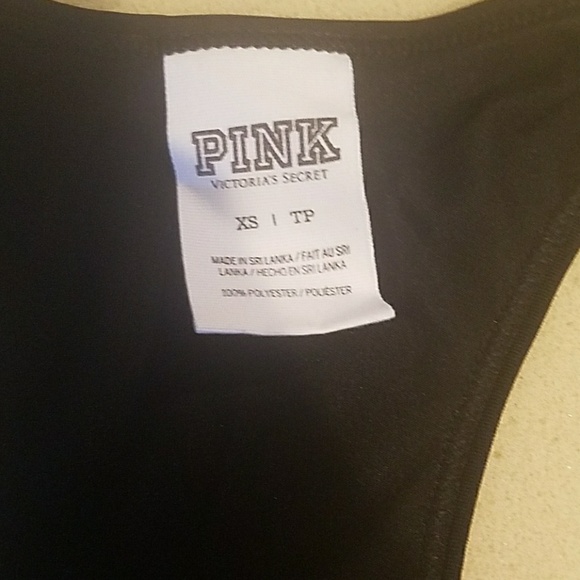 PINK
VICTORIA'S SECRET
XS | TP
MADE IN SRI LANKA / FAIT AU SRI
LANKA / HECHO EN SRI LANKA
100% POLYESTER / POLIÉSTER